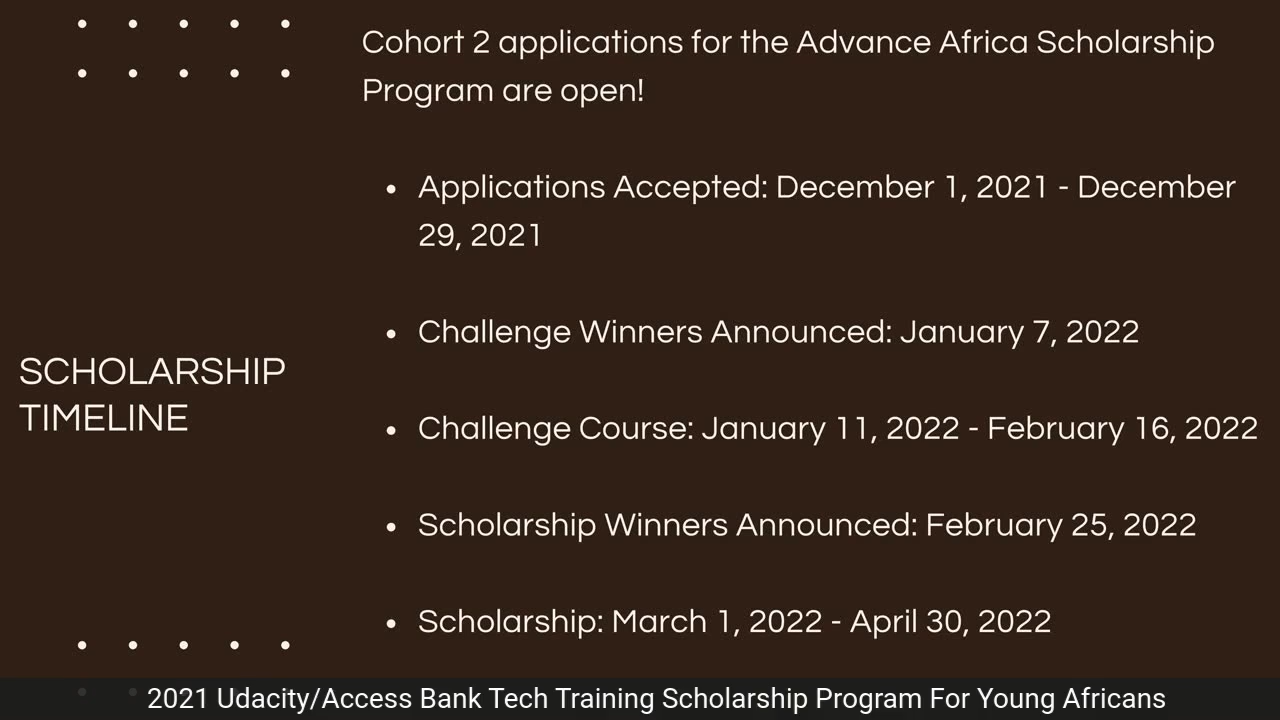 Cohort 2 applications for the Advance Africa Scholarship
Program are open!
• Applications Accepted: December 1, 2021 - December
29, 2021
• Challenge Winners Announced: January 7, 2022
SCHOLARSHIP
TIMELINE
• Challenge Course: January 11, 2022 - February 16, 2022
• Scholarship Winners Announced: February 25, 2022
• Scholarship: March 1, 2022 - April 30, 2022
2021 Udacity/Access Bank Tech Training Scholarship Program For Young Africans